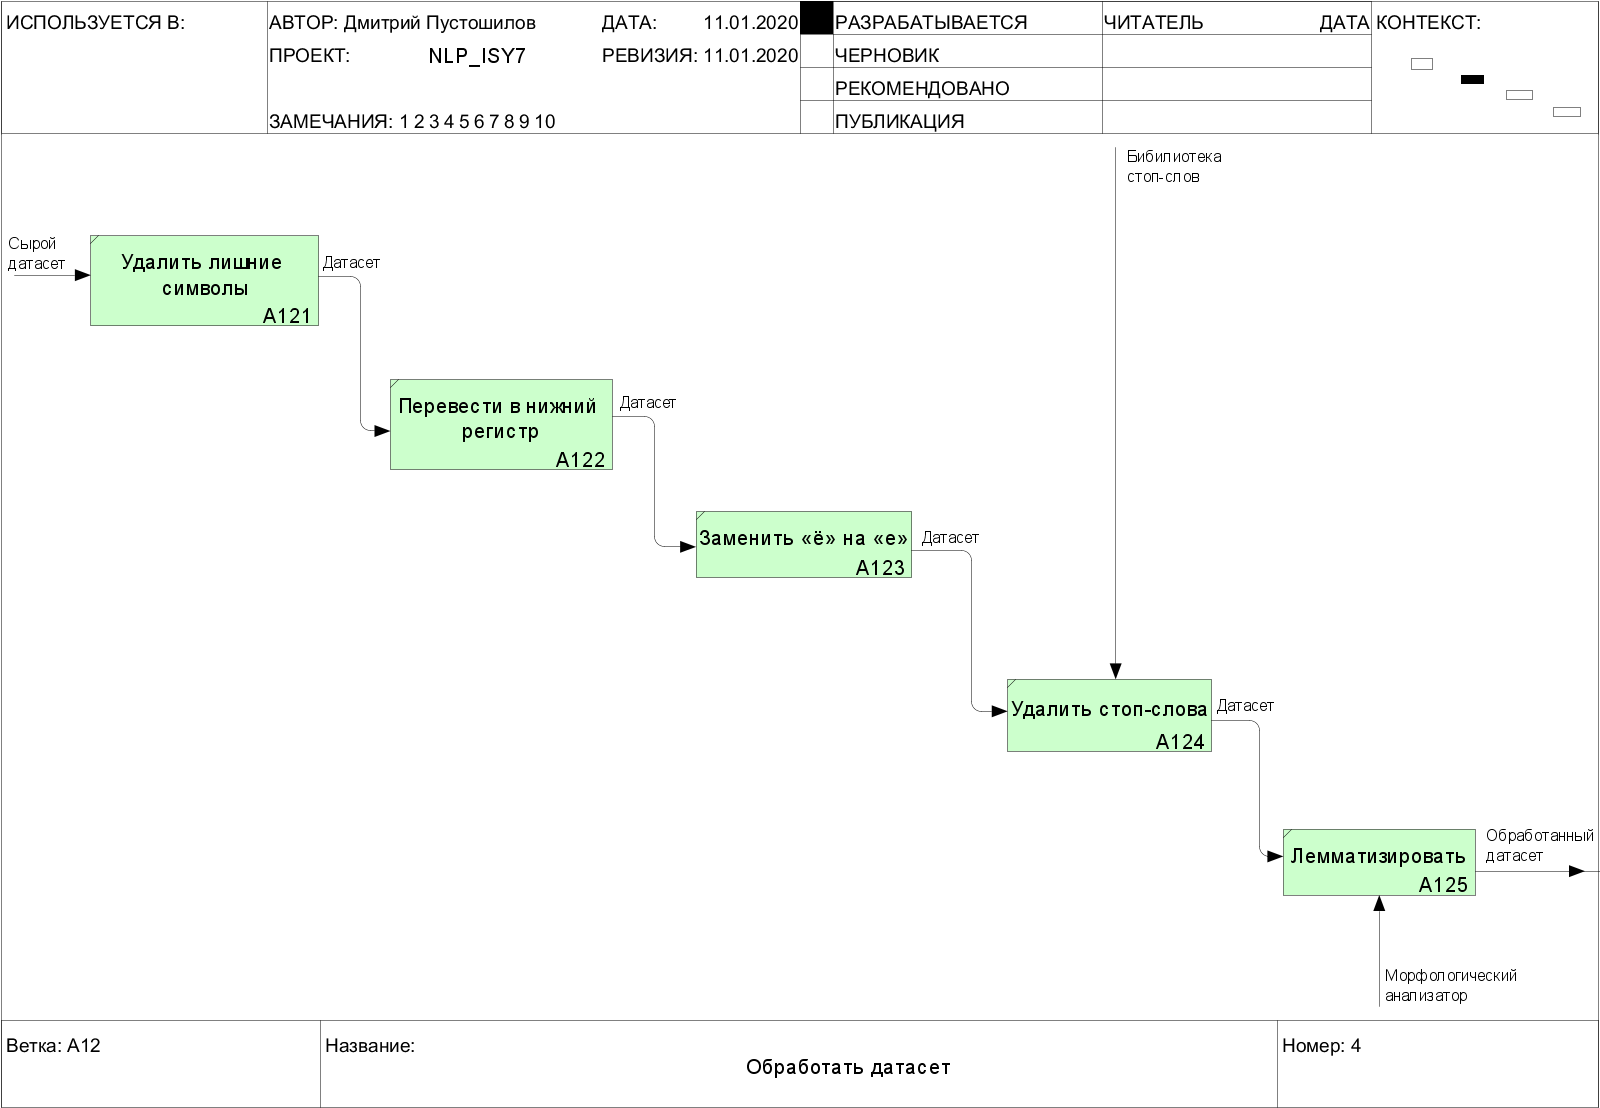 ИСПОЛЬЗУЕТСЯ В:
АВТОР: Дмитрий Пустошилов
ДАТА: 11.01.2020
ПРОЕКТ: NLP_ISY7
РЕВИЗИЯ: 11.01.2020
ЗАМЕЧАНИЯ: 1 2 3 4 5 6 7 8 9 10
РАЗРАБАТЫВАЕТСЯ
ЧЕРНОВИК
РЕКОМЕНДОВАНО
ПУБЛИКАЦИЯ
ЧИТАТЕЛЬ
ДАТА
КОНТЕКСТ:
Бибилиотека
стоп-слов
Сырой
датасет
Удалить лишние
символы
A121
Датасет
Перевести в нижний
регистр
A122
Датасет
Заменить «ё» на «е»
A123
Датасет
Удалить стоп-слова
A124
Датасет
Лемматизировать
A125
Обработанный
датасет
Морфологический
анализатор
Ветка: A12
Название:
Обработать датасет
Номер: 4